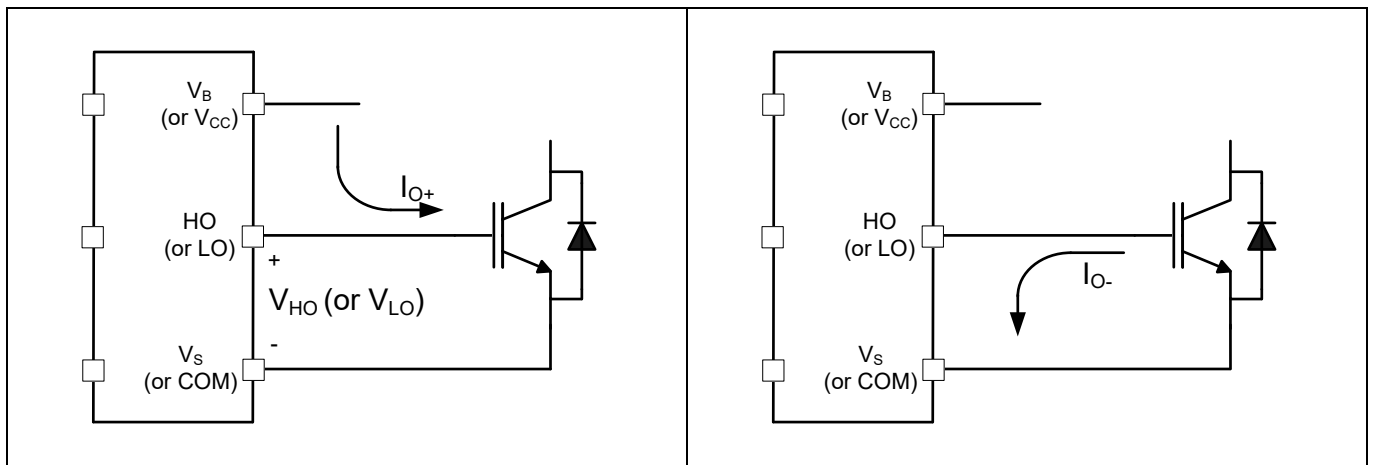 V_B
(or V_CC)
I_O+
HO
(or LO)
+
V_HO (or V_LO)
-
V_S
(or COM)
V_B
(or V_CC)
HO
(or LO)
I_O-
V_S
(or COM)